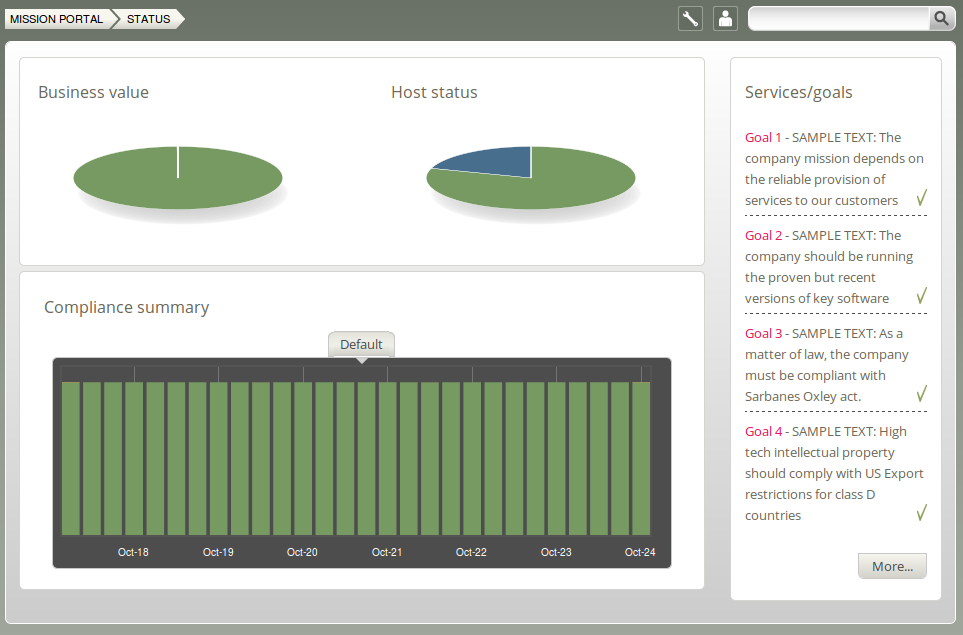 MISSION PORTAL STATUS
Business value
Host status
Compliance summary
Default
Oct-18 Oct-19 Oct-20 Oct-21 Oct-22 Oct-23 Oct-24
Services/goals
Goal 1 - SAMPLE TEXT: The
company mission depends on
the reliable provision of
services to our customers
Goal 2 - SAMPLE TEXT: The
company should be running
the proven but recent
versions of key software
Goal 3 - SAMPLE TEXT: As a
matter of law, the company
must be compliant with
Sarbanes Oxley act.
Goal 4 - SAMPLE TEXT: High
tech intellectual property
should comply with US Export
restrictions for class D
countries
More...